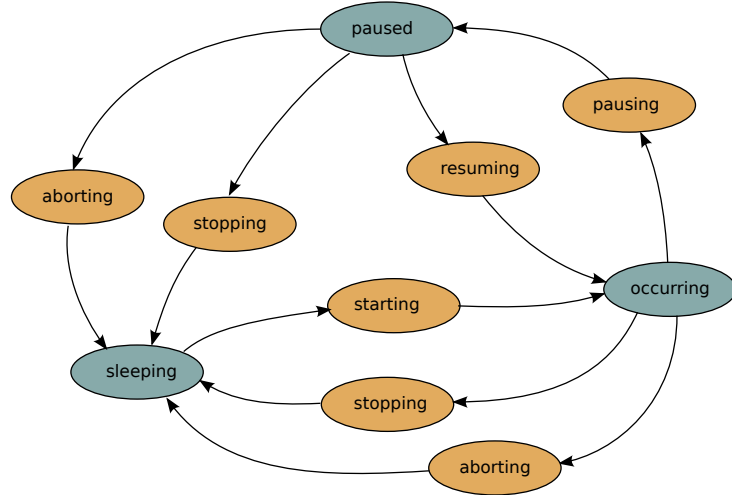 paused
pausing
resuming
aborting
stopping
occurring
starting
sleeping
stopping
aborting